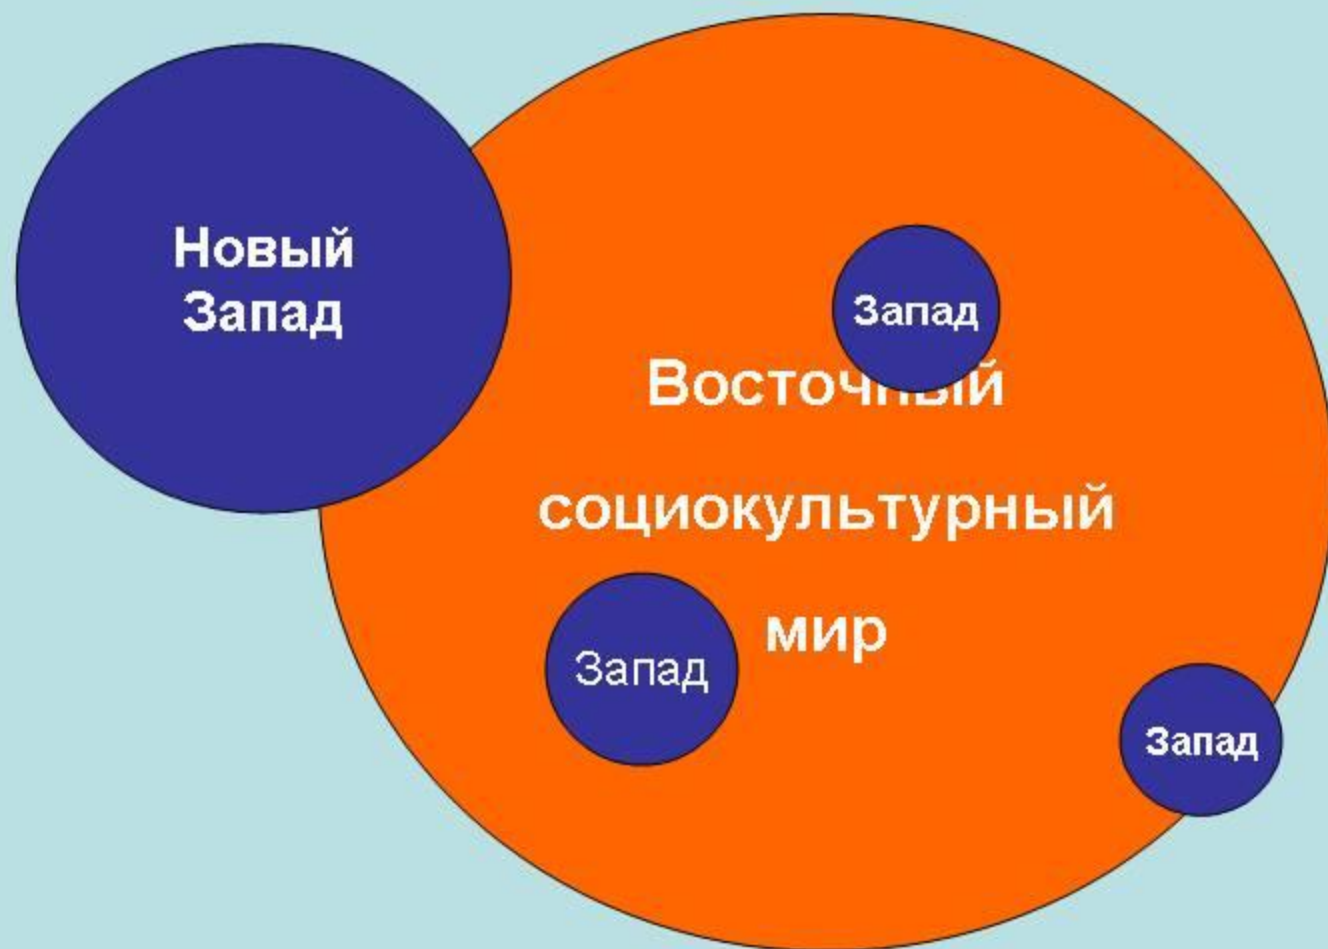 Новый
Запад
Запад
Восточный
социокультурный
мир
Запад
Запад